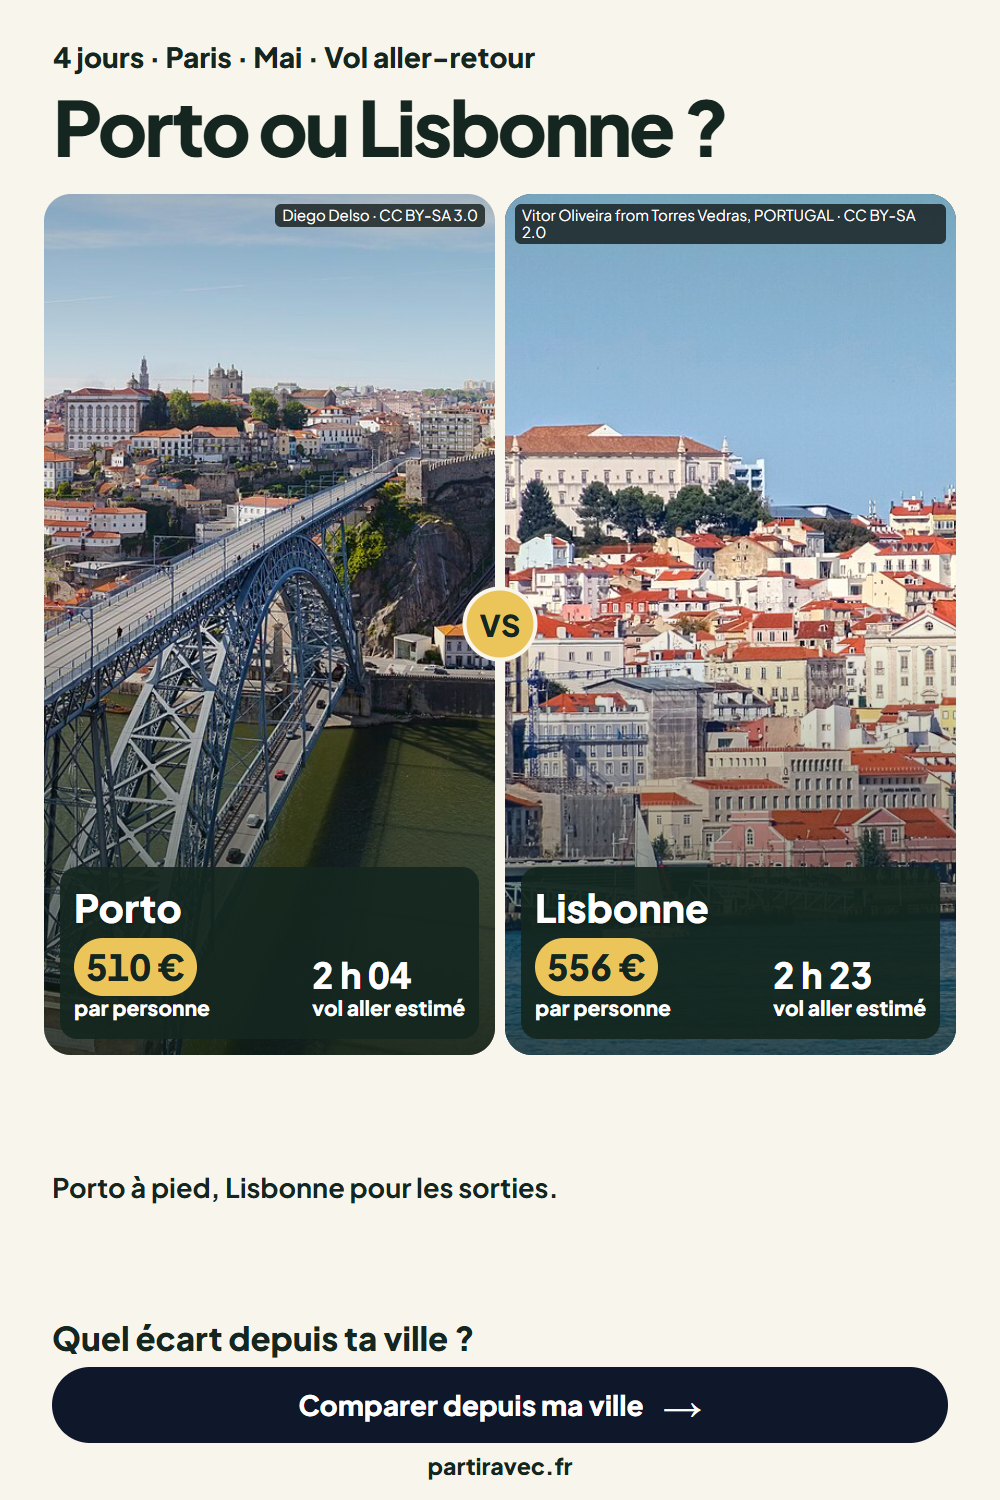 4 jours · Paris · Mai · Vol aller-retour
Porto ou Lisbonne ?
Diego Delso · CC BY-SA 3.0
Vitor Oliveira from Torres Vedras, PORTUGAL · CC BY-SA
2.0
VS
Porto
510 €
par personne
2 h 04
vol aller estimé
Lisbonne
556 €
par personne
2 h 23
vol aller estimé
Porto à pied, Lisbonne pour les sorties.
Quel écart depuis ta ville ?
Comparer depuis ma ville →
partiravec.fr